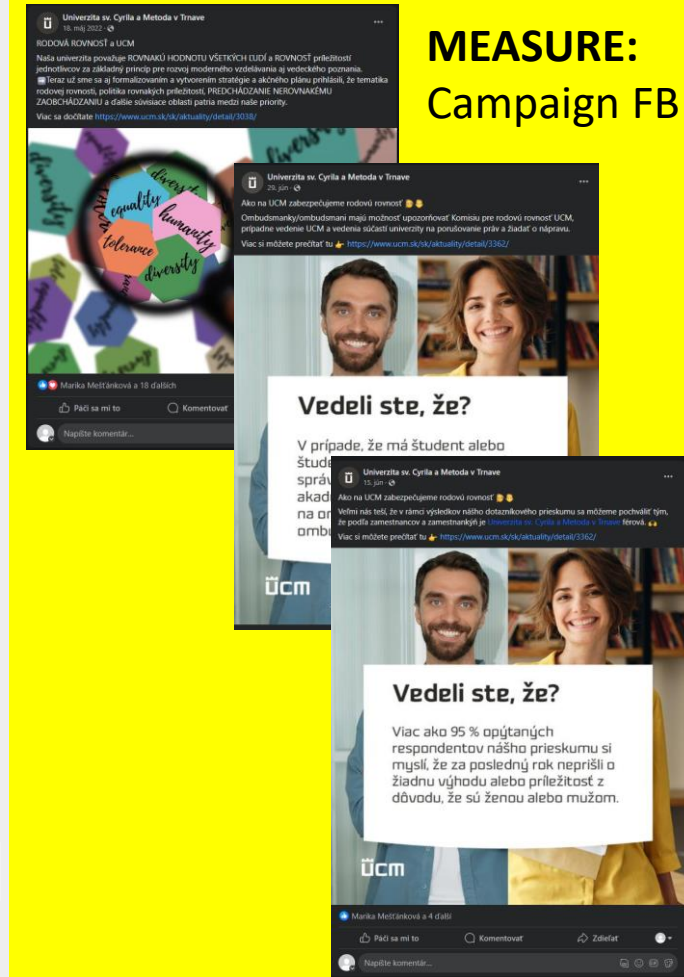 MEASURE:
Campaign FB
Univerzita sv. Cyrila a Metoda v Trnave
18. máj 2022
RODOVÁ ROVNOSŤ a UCM
Naša univerzita považuje ROVNAKÚ HODNOTU VŠETKÝCH ĽUDÍ a ROVNOSŤ príležitostí
jednotlivcov za základný princíp pre rozvoj moderného vzdelávania aj vedeckého poznania.
Teraz už sme sa aj formalizovaním a vytvorením stratégie a akčného plánu prihlásili, že tematika
rodovej rovnosti, politika rovnakých príležitostí, PREDCHÁDZANIE NEROVNAKÉMU
ZAOBCHÁDZANIU a ďalšie súvisiace oblasti patria medzi naše priority.
Viac sa dočítate https://www.ucm.sk/sk/aktuality/detail/3038/
diversity
equality
humanity
tolerance
diversity
Marika Mešťánková a 18 ďalších
Páči sa mi to
Komentovať
Napíšte komentár...
Univerzita sv. Cyrila a Metoda v Trnave
29. jún
Ako na UCM zabezpečujeme rodovú rovnosť
Ombudsmanky/ombudsmani majú možnosť upozorňovať Komisiu pre rodovú rovnosť UCM,
prípadne vedenie UCM a vedenia súčastí univerzity na porušovanie práv a žiadať o nápravu.
Viac si môžete prečítať tu https://www.ucm.sk/sk/aktuality/detail/3362/
Vedeli ste, že?
V prípade, že má študent alebo
ücm
Univerzita sv. Cyrila a Metoda v Trnave
15. jún
Ako na UCM zabezpečujeme rodovú rovnosť
Veľmi nás teší, že v rámci výsledkov nášho dotazníkového prieskumu sa môžeme pochváliť tým,
že podľa zamestnancov a zamestnankýň je Univerzita sv. Cyrila a Metoda v Trnave férová.
Viac si môžete prečítať tu https://www.ucm.sk/sk/aktuality/detail/3362/
Vedeli ste, že?
Viac ako 95 % opýtaných
respondentov nášho prieskumu si
myslí, že za posledný rok neprišli o
žiadnu výhodu alebo príležitosť z
dôvodu, že sú ženou alebo mužom.
ücm
Marika Mešťánková a 4 ďalší
Páči sa mi to
Komentovať
Zdieľať
Napíšte komentár...